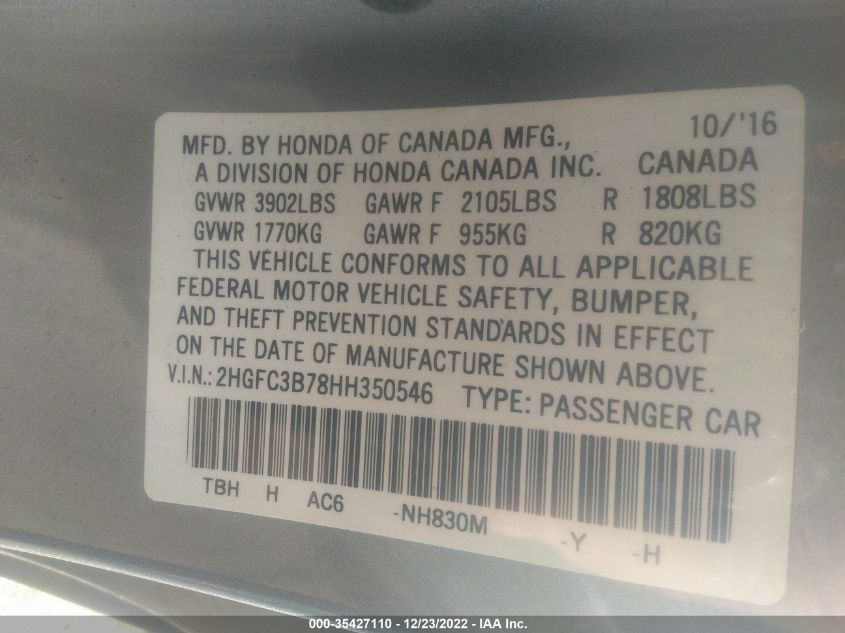 10/'16
MFD. BY HONDA OF CANADA MFG.,
A DIVISION OF HONDA CANADA INC. CANADA
GVWR 3902LBS GAWR F 2105LBS R 1808LBS
GVWR 1770KG GAWR F 955KG R 820KG
THIS VEHICLE CONFORMS TO ALL APPLICABLE
FEDERAL MOTOR VEHICLE SAFETY, BUMPER,
AND THEFT PREVENTION STANDARDS IN EFFECT
ON THE DATE OF MANUFACTURE SHOWN ABOVE.
V.I.N.: 2HGFC3B78HH350546 TYPE: PASSENGER CAR
TBH H AC6 -NH830M -Y -H
000-35427110 - 12/23/2022 - IAA Inc.